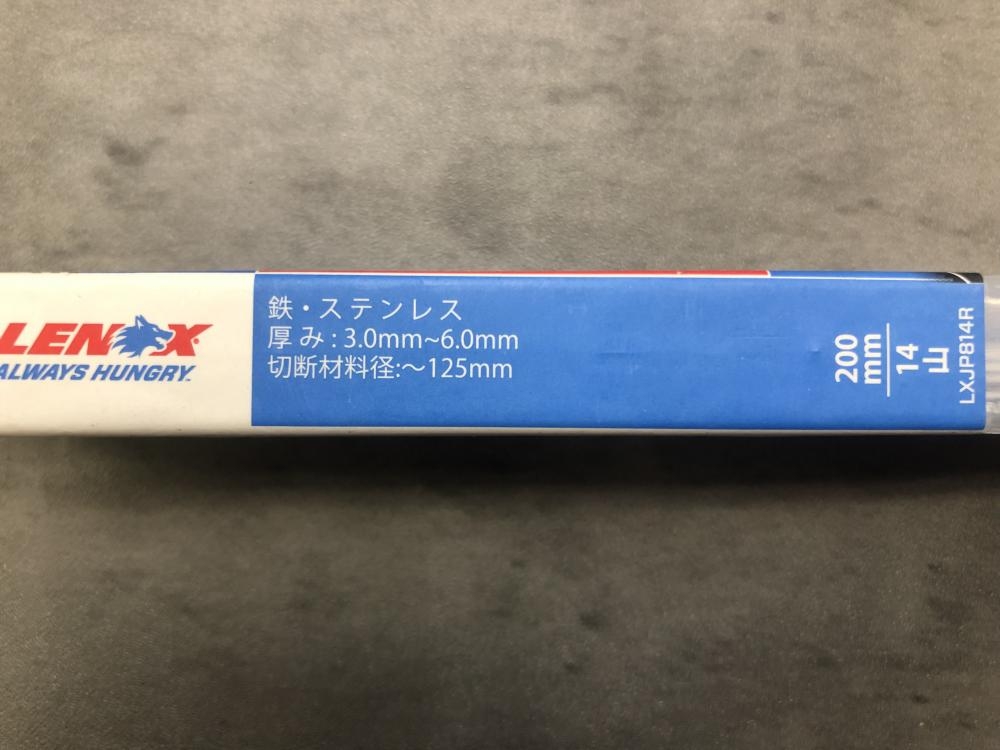 LENOX
ALWAYS HUNGRY.
鉄・ステンレス
厚み:3.0mm~6.0mm
切断材料径:~125mm
200
mm
14
山
LXJP814R